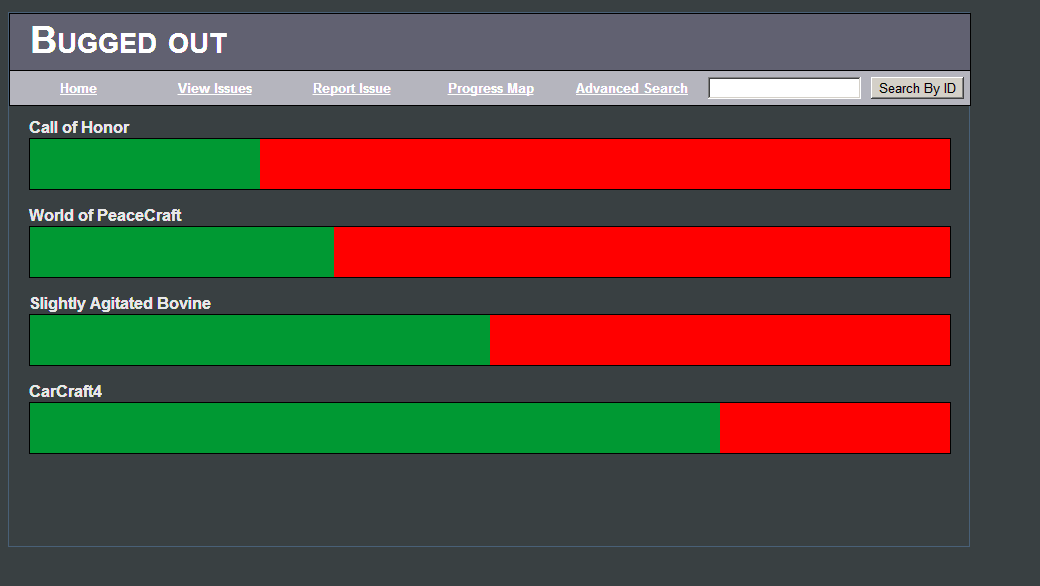 Bugged out
Home View Issues Report Issue Progress Map Advanced Search Search By ID
Call of Honor
World of PeaceCraft
Slightly Agitated Bovine
CarCraft4